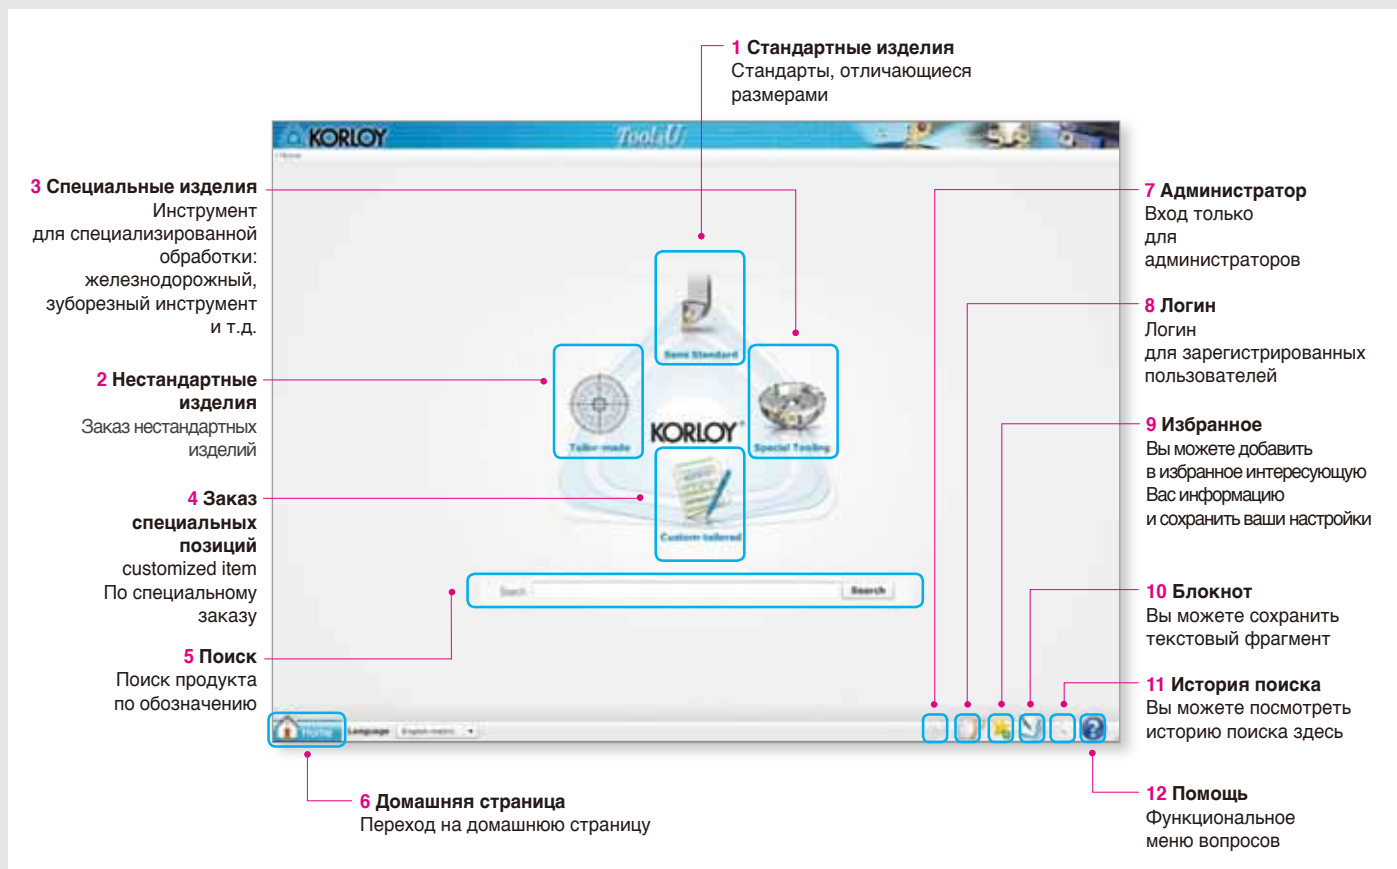 1 Стандартные изделия
Стандарты, отличающиеся
размерами
KORLOY
Tool4U
Home
3 Специальные изделия
Инструмент
для специализированной
обработки:
железнодорожный,
зуборезный инструмент
и т.д.
2 Нестандартные
изделия
Заказ нестандартных
изделий
4 Заказ
специальных
позиций
customized item
По специальному
заказу
5 Поиск
Поиск продукта
по обозначению
Semi Standard
Tailor-made
KORLOY
Special Tooling
Custom-tailored
Search
Search
Home
Language
English-metric
7 Администратор
Вход только
для
администраторов
8 Логин
Логин
для зарегистрированных
пользователей
9 Избранное
Вы можете добавить
в избранное интересующую
Вас информацию
и сохранить ваши настройки
10 Блокнот
Вы можете сохранить
текстовый фрагмент
11 История поиска
Вы можете посмотреть
историю поиска здесь
6 Домашняя страница
Переход на домашнюю страницу
12 Помощь
Функциональное
меню вопросов